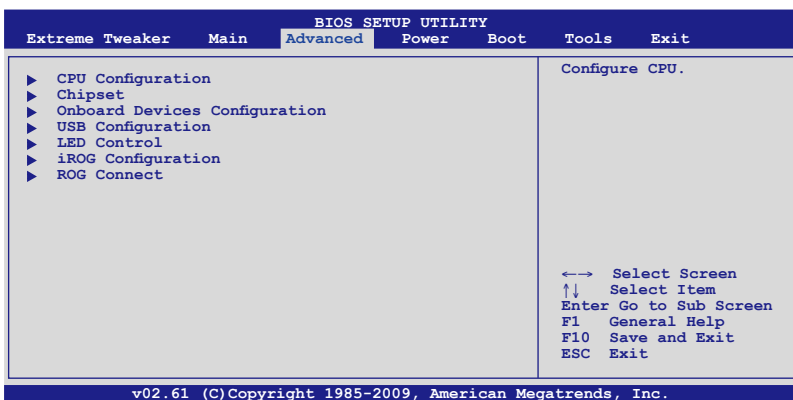 BIOS SETUP UTILITY
Extreme Tweaker Main Advanced Power Boot Tools Exit
▶ CPU Configuration
▶ Chipset
▶ Onboard Devices Configuration
▶ USB Configuration
▶ LED Control
▶ iROG Configuration
▶ ROG Connect
Configure CPU.
←→ Select Screen
↑↓ Select Item
Enter Go to Sub Screen
F1 General Help
F10 Save and Exit
ESC Exit
v02.61 (C)Copyright 1985-2009, American Megatrends, Inc.